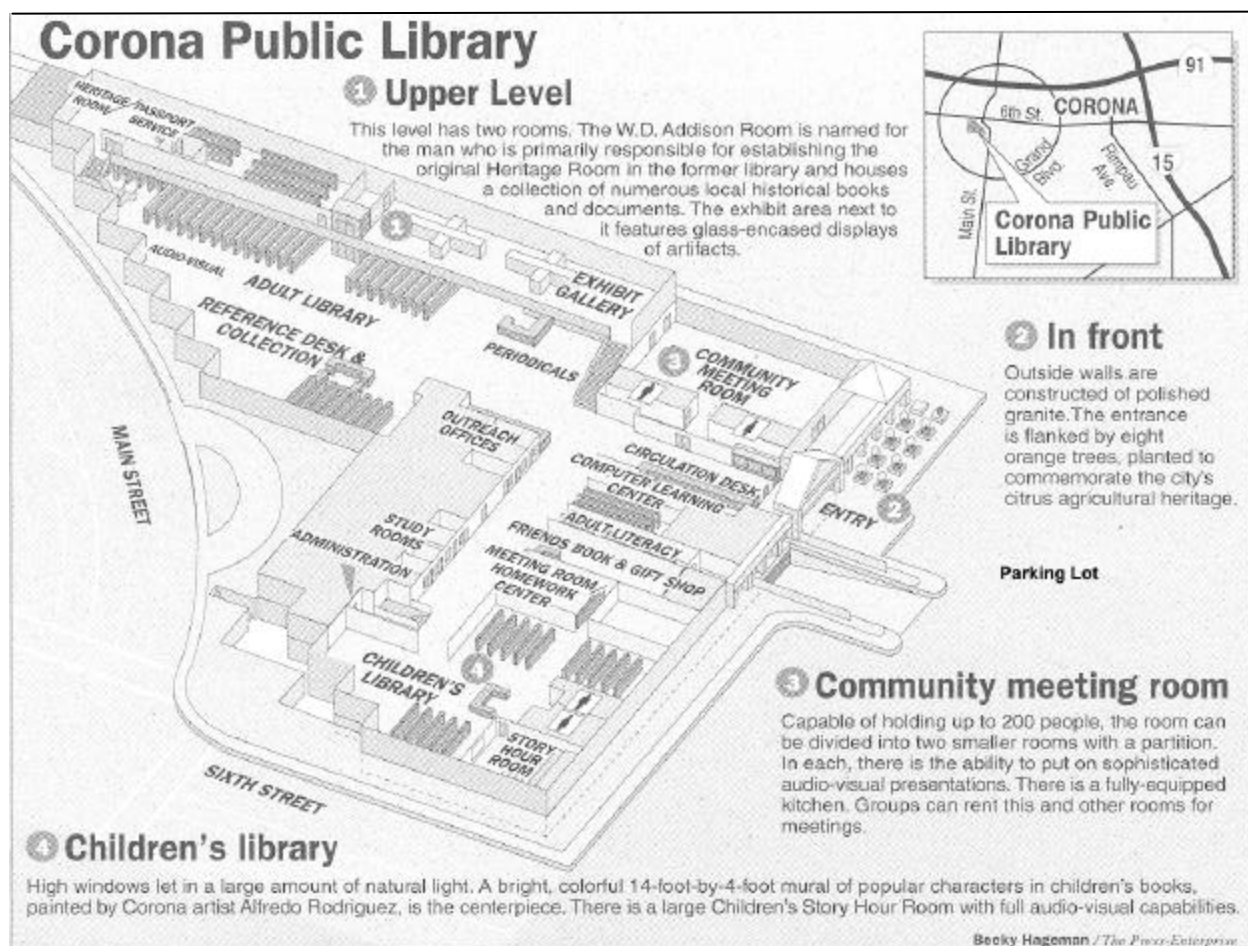 Corona Public Library
1 Upper Level
This level has two rooms. The W.D. Addison Room is named for
the man who is primarily responsible for establishing the
original Heritage Room in the former library and houses
a collection of numerous local historical books
and documents. The exhibit area next to
it features glass-encased displays
of artifacts.
91
6th St.
CORONA
Grand
Blvd.
Rimpau
Ave.
15
Main St.
Corona Public
Library
HERITAGE/PASSPORT
ROOM
SERVICE
1
AUDIO-VISUAL
ADULT LIBRARY
EXHIBIT
GALLERY
REFERENCE DESK &
COLLECTION
PERIODICALS
3
COMMUNITY
MEETING
ROOM
2 In front
Outside walls are
constructed of polished
granite.The entrance
is flanked by eight
orange trees, planted to
commemorate the city's
citrus agricultural heritage.
MAIN STREET
OUTREACH
OFFICES
CIRCULATION DESK
COMPUTER LEARNING
CENTER
ENTRY
2
STUDY
ROOMS
ADULT LITERACY
ADMINISTRATION
FRIENDS BOOK & GIFT SHOP
MEETING ROOM
HOMEWORK
CENTER
Parking Lot
4
CHILDREN'S
LIBRARY
STORY
HOUR
ROOM
SIXTH STREET
3 Community meeting room
Capable of holding up to 200 people, the room can
be divided into two smaller rooms with a partition.
In each, there is the ability to put on sophisticated
audio-visual presentations. There is a fully-equipped
kitchen. Groups can rent this and other rooms for
meetings.
4 Children's library
High windows let in a large amount of natural light. A bright, colorful 14-foot-by-4-foot mural of popular characters in children's books,
painted by Corona artist Alfredo Rodriguez, is the centerpiece. There is a large Children's Story Hour Room with full audio-visual capabilities.
Becky Hageman / The Press-Enterprise